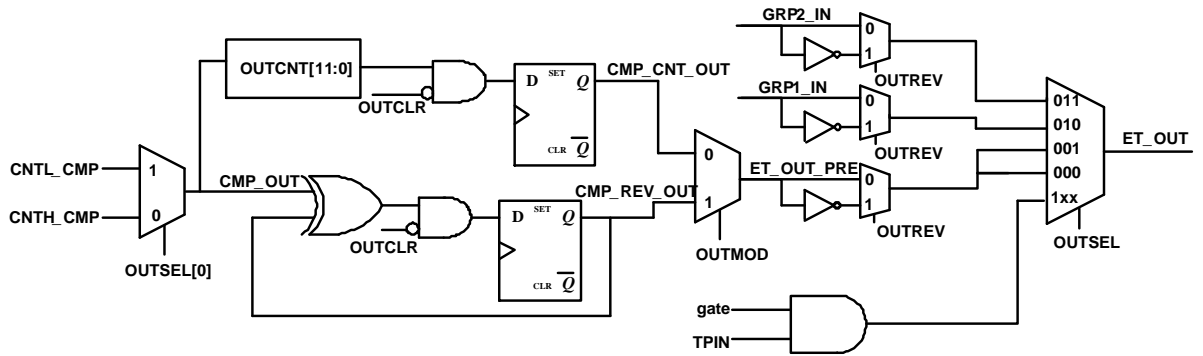 GRP2_IN
0
1
OUTREV
OUTCNT[11:0]
OUTCLR
D SET Q
CLR Q
CMP_CNT_OUT
GRP1_IN
0
1
OUTREV
011
010
001
000
1xx
ET_OUT
OUTSEL
CNTL_CMP
CNTH_CMP
1
0
OUTSEL[0]
CMP_OUT
OUTCLR
D SET Q
CLR Q
CMP_REV_OUT
0
1
OUTMOD
ET_OUT_PRE
0
1
OUTREV
gate
TPIN